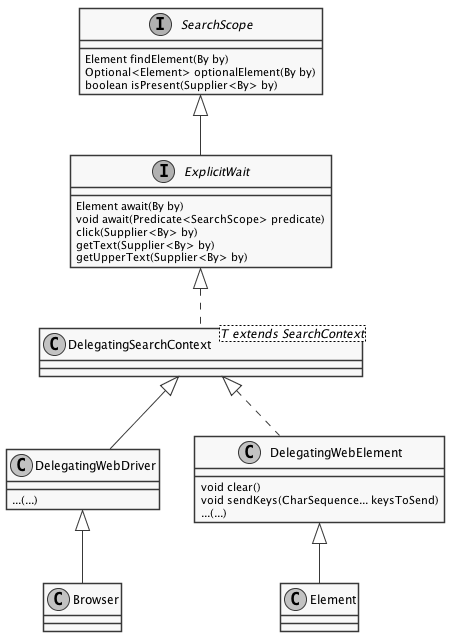 I SearchScope
Element findElement(By by)
Optional<Element> optionalElement(By by)
boolean isPresent(Supplier<By> by)
I ExplicitWait
Element await(By by)
void await(Predicate<SearchScope> predicate)
click(Supplier<By> by)
getText(Supplier<By> by)
getUpperText(Supplier<By> by)
T extends SearchContext
C DelegatingSearchContext
C DelegatingWebDriver
...(...)
C DelegatingWebElement
void clear()
void sendKeys(CharSequence... keysToSend)
...(...)
C Browser
C Element